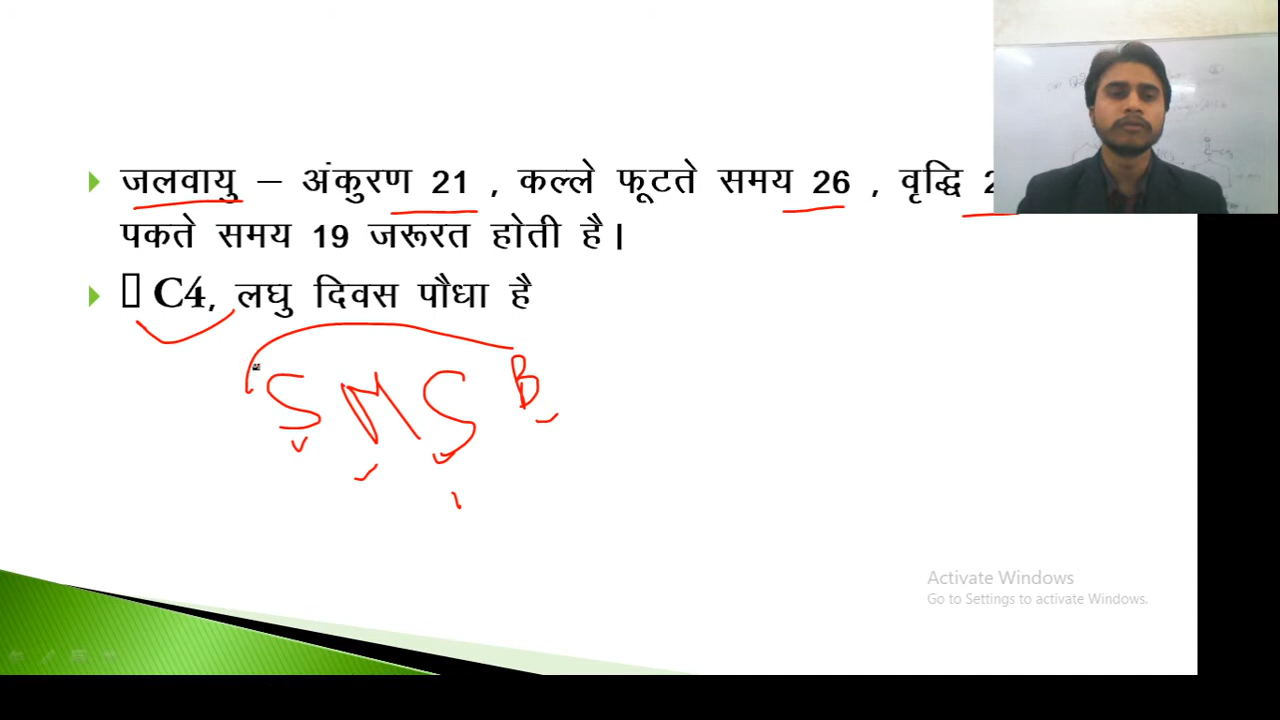 जलवायु – अंकुरण 21 , कल्ले फूटते समय 26 , वृद्धि
पकते समय 19 जरूरत होती है।
C4, लघु दिवस पौधा है
S M S B
Activate Windows
Go to Settings to activate Windows.